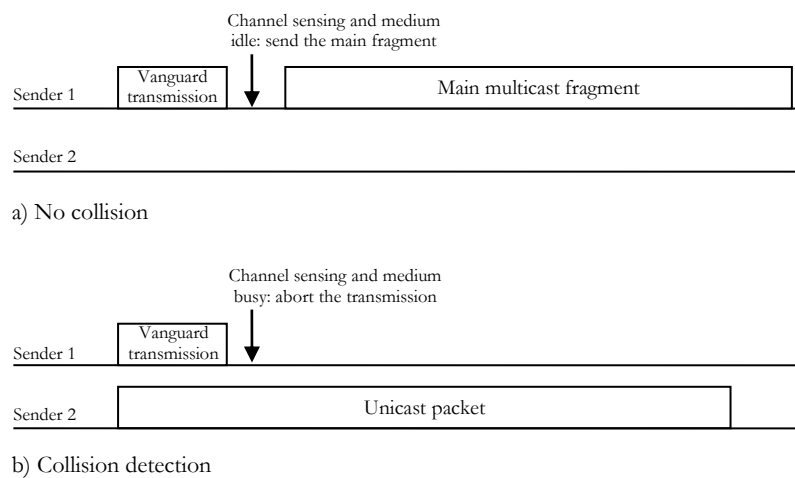 Channel sensing and medium
idle: send the main fragment
Vanguard
transmission
Main multicast fragment
Sender 1
Sender 2
a) No collision
Channel sensing and medium
busy: abort the transmission
Vanguard
transmission
Sender 1
Unicast packet
Sender 2
b) Collision detection